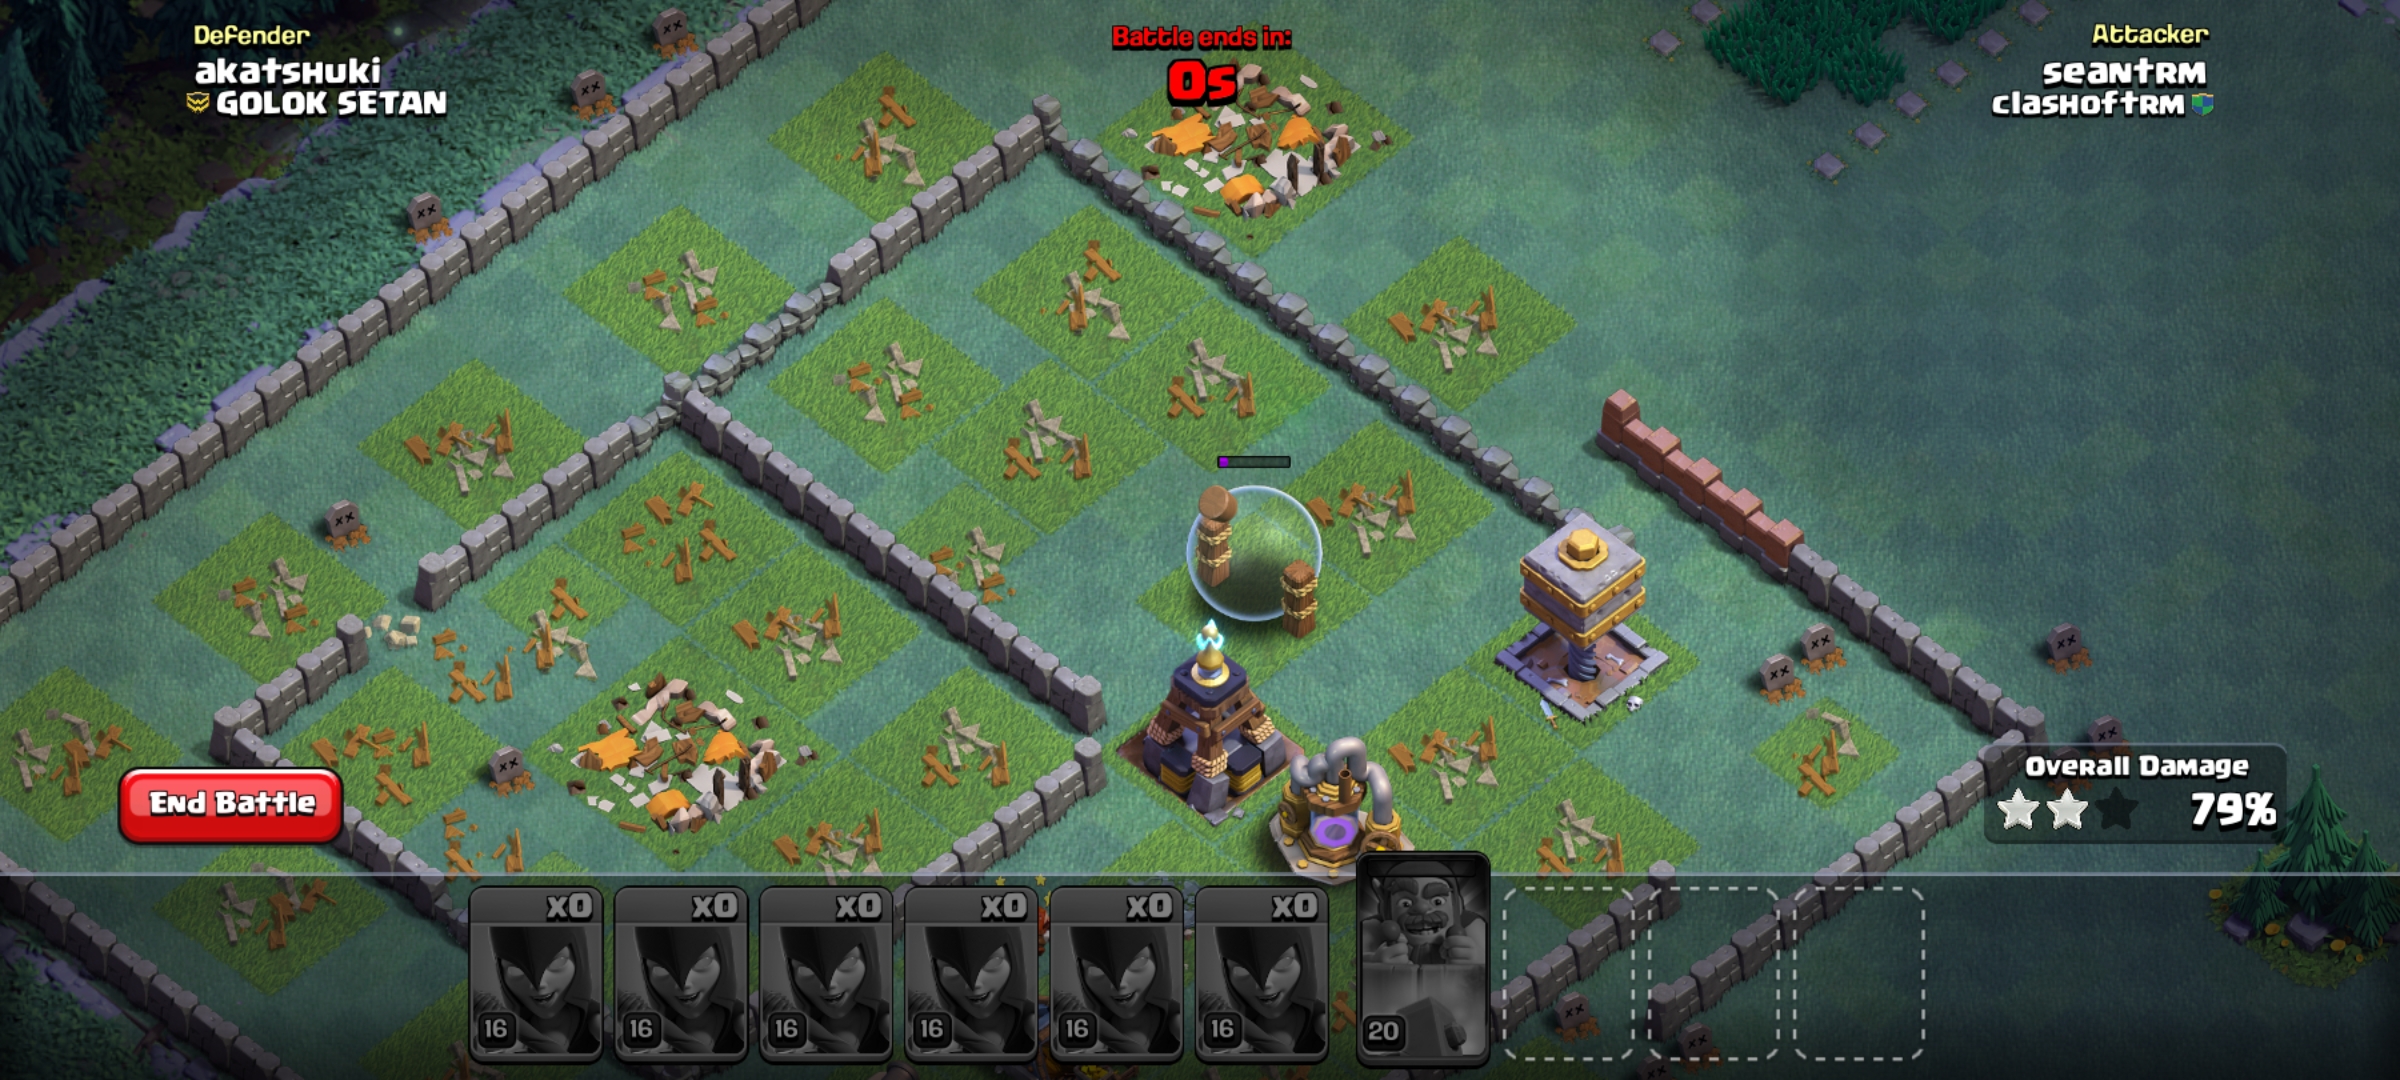 Defender
akatsHuki
GOLOK SETAN
Battle ends in:
0s
Attacker
seantRM
clashoftRM
End Battle
Overall Damage
79%
x0 x0 x0 x0 x0 x0
16 16 16 16 16 16 20